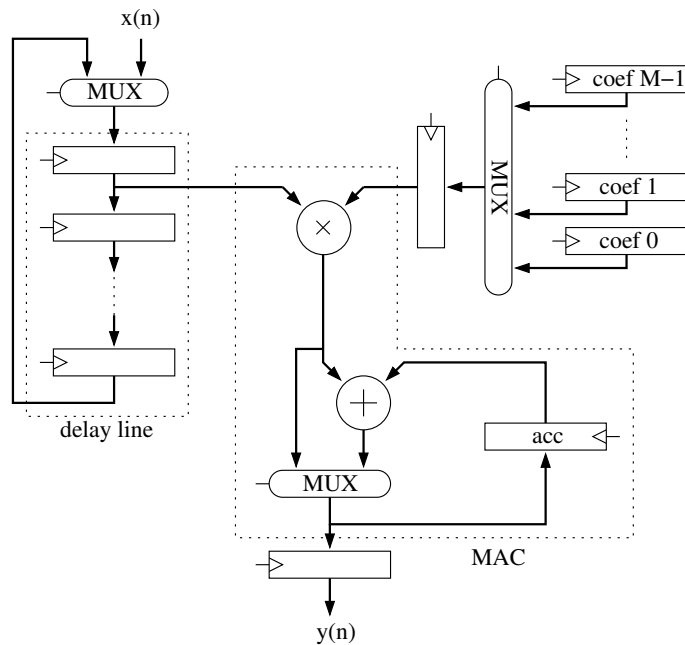 x(n)
MUX
coef M−1
MUX
coef 1
coef 0
×
+
delay line
acc
MUX
MAC
y(n)